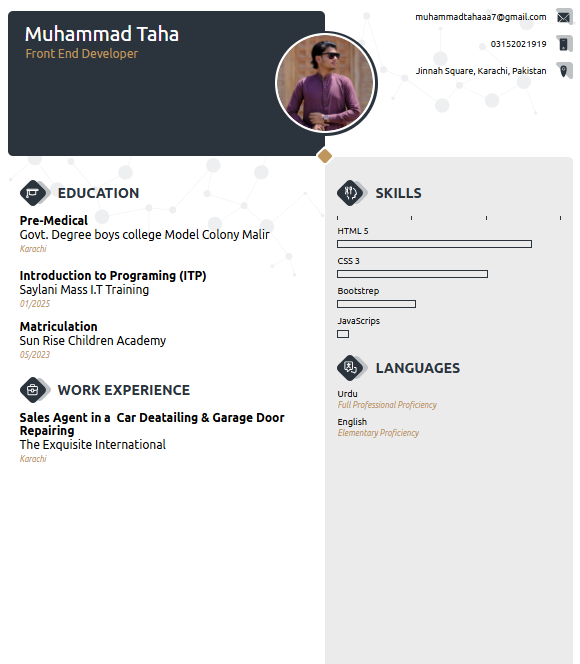 Muhammad Taha
Front End Developer
muhammadtahaaa7@gmail.com
03152021919
Jinnah Square, Karachi, Pakistan
EDUCATION
Pre-Medical
Govt. Degree boys college Model Colony Malir
Karachi
Introduction to Programing (ITP)
Saylani Mass I.T Training
01/2025
Matriculation
Sun Rise Children Academy
05/2023
WORK EXPERIENCE
Sales Agent in a  Car Deatailing & Garage Door
Repairing
The Exquisite International
Karachi
SKILLS
HTML 5
CSS 3
Bootstrep
JavaScrips
LANGUAGES
Urdu
Full Professional Proficiency
English
Elementary Proficiency